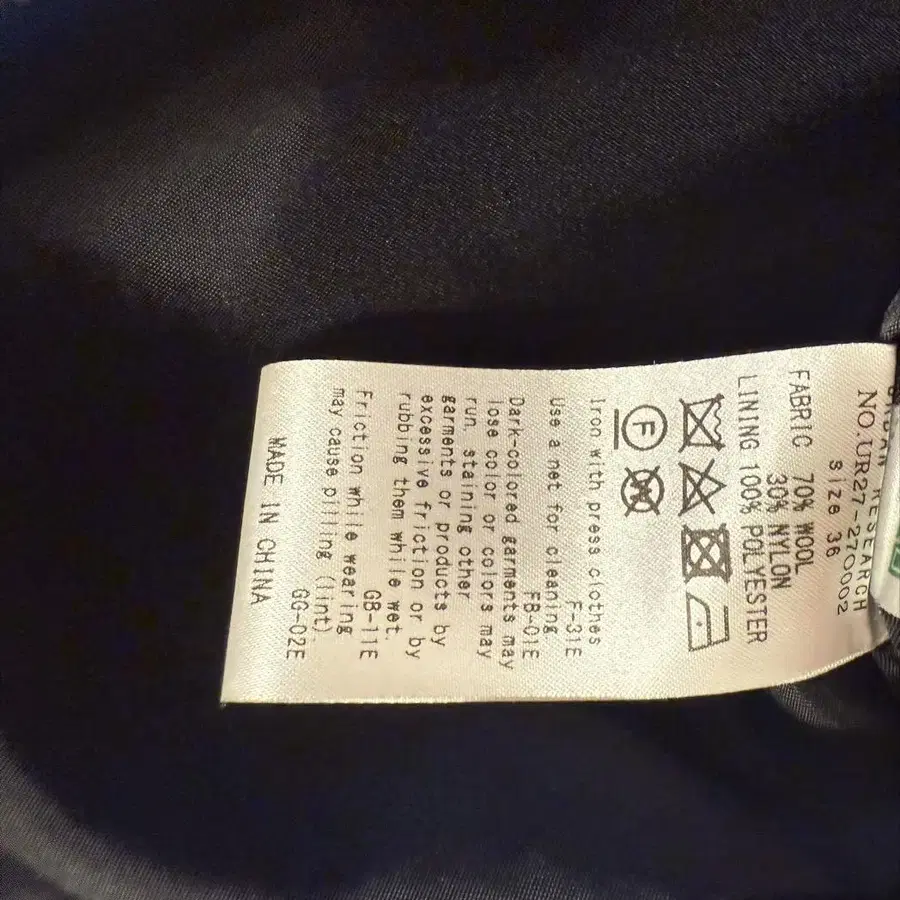 RESEARCH
NO.UR27-270002
Size 36
FABRIC 70% WOOL
30% NYLON
LINING 100% POLYESTER
F
Iron with press clothes
F-31E
Use a net for cleaning
FB-01E
Dark-colored garments may
lose color or colors may
run, staining other
garments or products by
excessive friction or by
rubbing them while wet.
GB-11E
Friction while wearing
may cause pilling (lint).
GG-02E
MADE IN CHINA